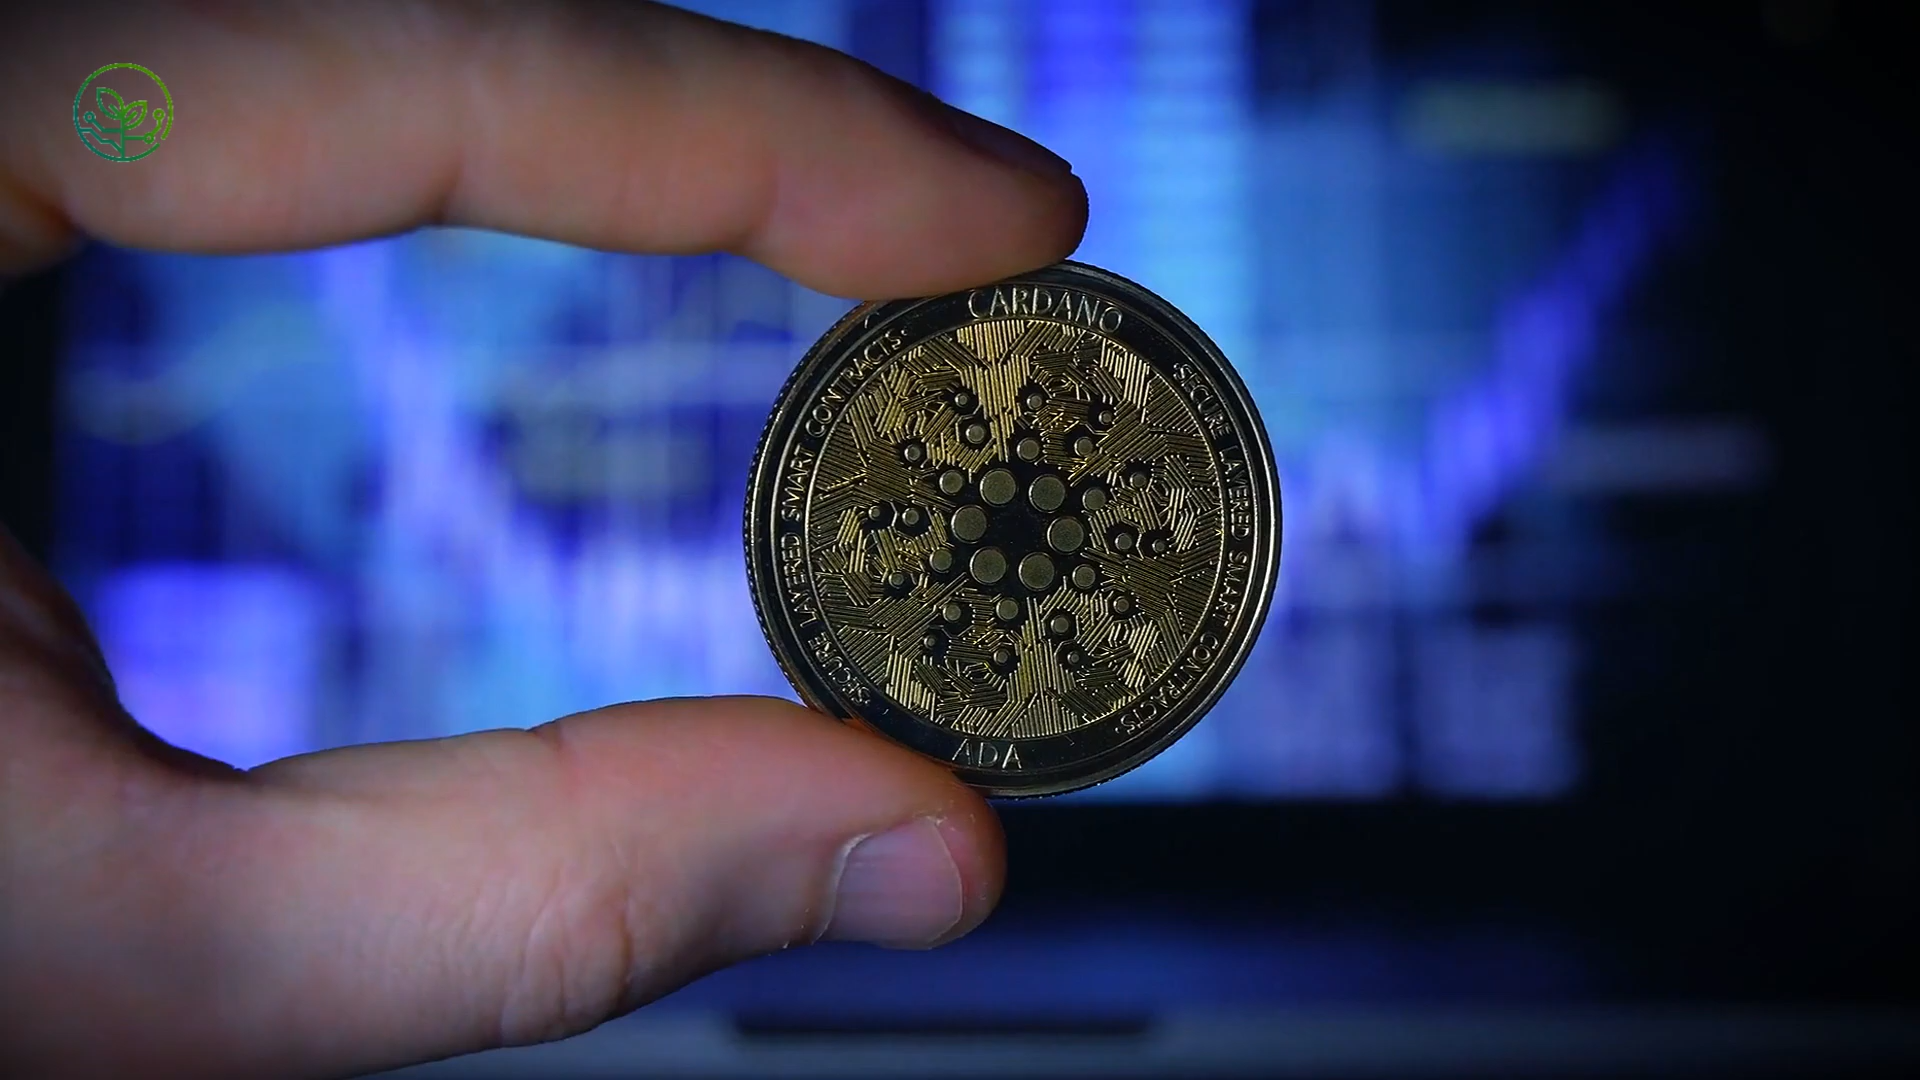 CARDANO
SECURE LAYERED SMART CONTRACTS
SECURE LAYERED SMART CONTRACTS
ADA